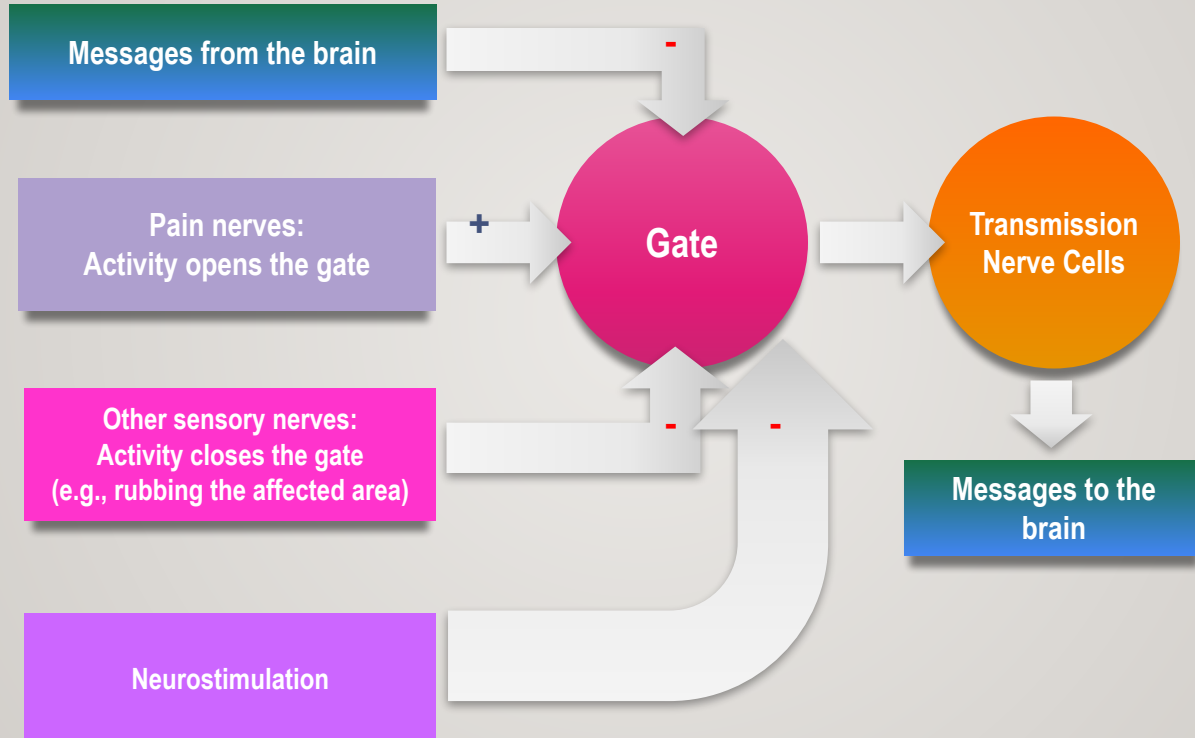 Messages from the brain
-
Pain nerves:
Activity opens the gate
+
Gate
Transmission
Nerve Cells
Other sensory nerves:
Activity closes the gate
(e.g., rubbing the affected area)
-
-
Messages to the
brain
Neurostimulation